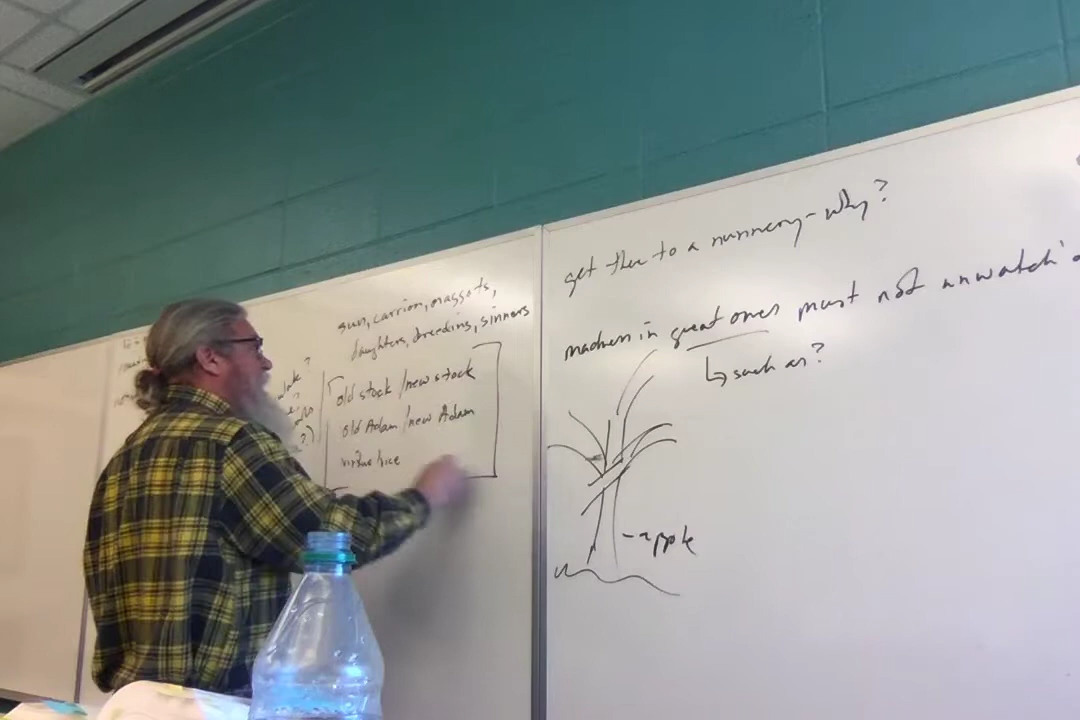 sun, carrion, maggots,
daughters, breeding, sinners
old stock / new stock
old Adam / new Adam
virtue / vice
get thee to a nunnery - why?
madness in great ones must not unwatch'd
↳ such as?
- apple